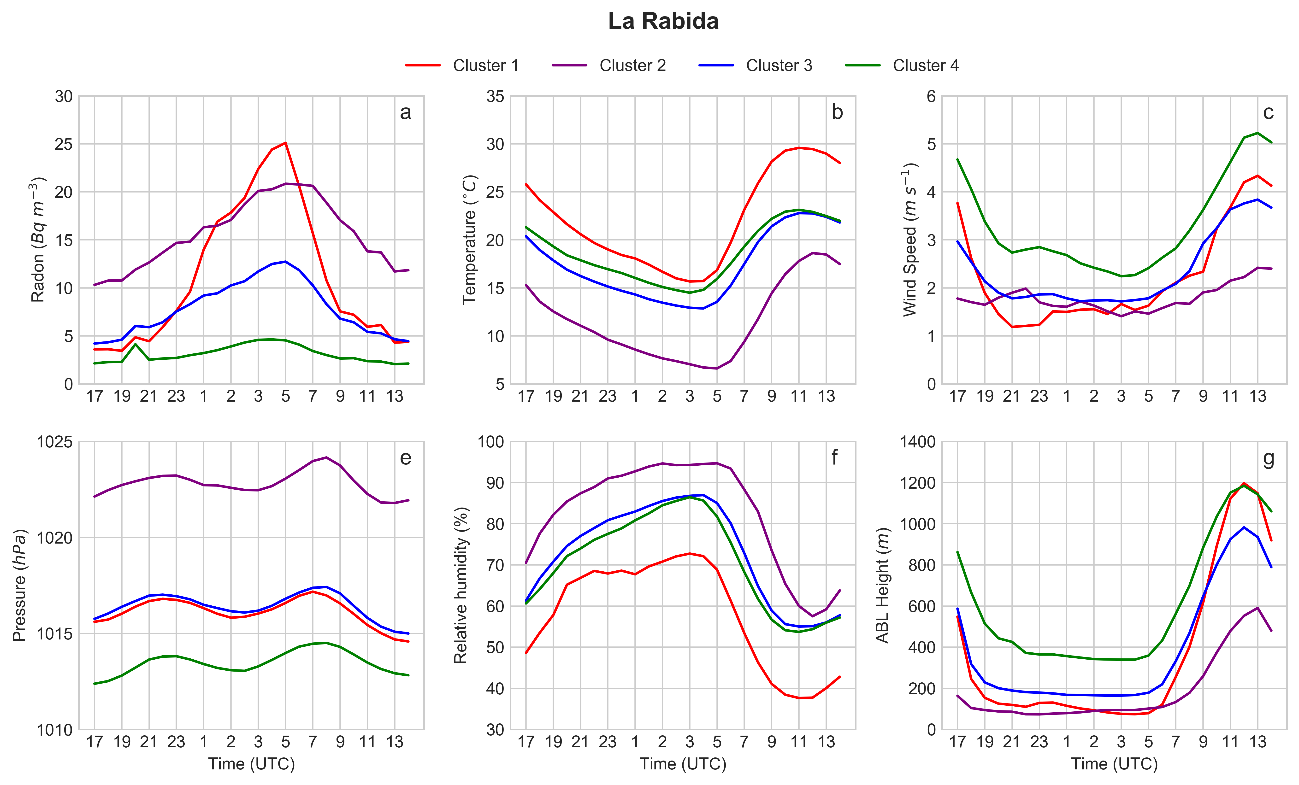 La Rabida
Cluster 1 Cluster 2 Cluster 3 Cluster 4
a
Radon (Bq m⁻³)
30
25
20
15
10
5
0
17 19 21 23 1 2 3 5 7 9 11 13
b
Temperature (°C)
35
30
25
20
15
10
5
17 19 21 23 1 2 3 5 7 9 11 13
c
Wind Speed (m s⁻¹)
6
5
4
3
2
1
0
17 19 21 23 1 2 3 5 7 9 11 13
e
Pressure (hPa)
1025
1020
1015
1010
17 19 21 23 1 2 3 5 7 9 11 13
Time (UTC)
f
Relative humidity (%)
100
90
80
70
60
50
40
30
17 19 21 23 1 2 3 5 7 9 11 13
Time (UTC)
g
ABL Height (m)
1400
1200
1000
800
600
400
200
0
17 19 21 23 1 2 3 5 7 9 11 13
Time (UTC)